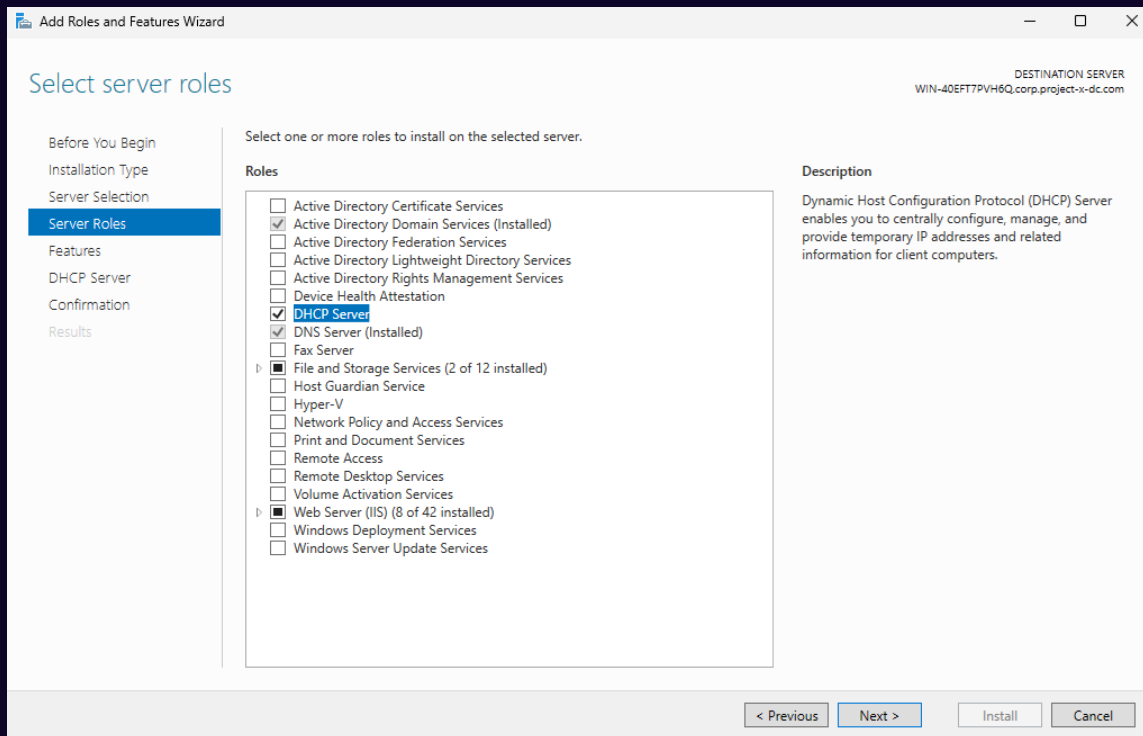 Add Roles and Features Wizard
Select server roles
DESTINATION SERVER
WIN-40EFT7PVH6Q.corp.project-x-dc.com
Before You Begin
Installation Type
Server Selection
Server Roles
Features
DHCP Server
Confirmation
Results
Select one or more roles to install on the selected server.
Roles
Active Directory Certificate Services
Active Directory Domain Services (Installed)
Active Directory Federation Services
Active Directory Lightweight Directory Services
Active Directory Rights Management Services
Device Health Attestation
DHCP Server
DNS Server (Installed)
Fax Server
File and Storage Services (2 of 12 installed)
Host Guardian Service
Hyper-V
Network Policy and Access Services
Print and Document Services
Remote Access
Remote Desktop Services
Volume Activation Services
Web Server (IIS) (8 of 42 installed)
Windows Deployment Services
Windows Server Update Services
Description
Dynamic Host Configuration Protocol (DHCP) Server
enables you to centrally configure, manage, and
provide temporary IP addresses and related
information for client computers.
< Previous
Next >
Install
Cancel